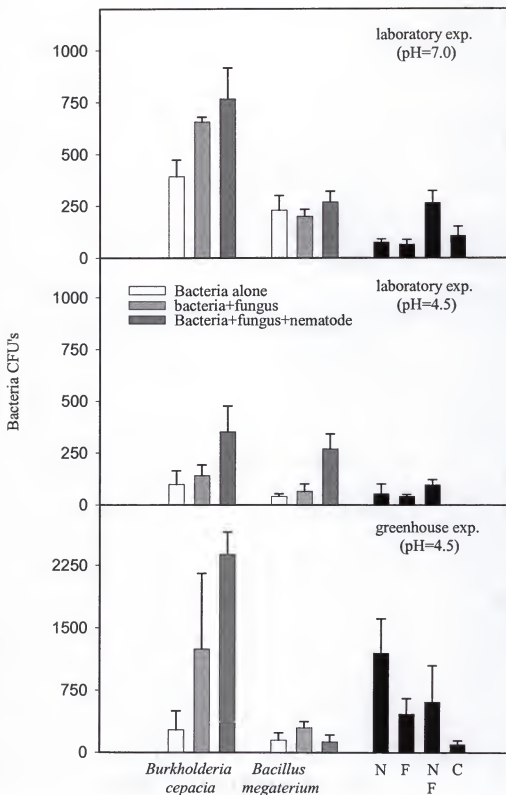 Bacteria CFU's
1000
750
500
250
0
laboratory exp.
(pH=7.0)
1000
750
500
250
0
Bacteria alone
bacteria+fungus
Bacteria+fungus+nematode
laboratory exp.
(pH=4.5)
2250
1500
750
0
greenhouse exp.
(pH=4.5)
Burkholderia
cepacia
Bacillus
megaterium
N F N C
F